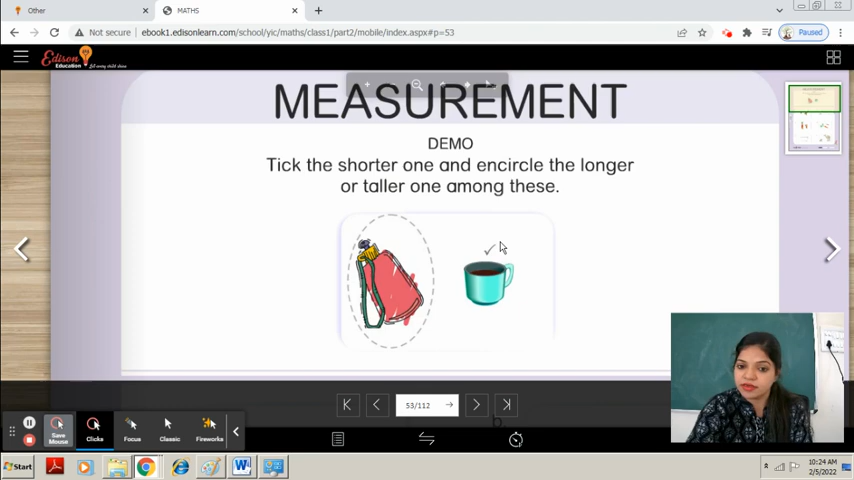 Other
MATHS
Not secure
ebook1.edisonlearn.com/school/yic/maths/class1/part2/mobile/index.aspx#p=53
Paused
Edison
Education
MEASUREMENT
DEMO
Tick the shorter one and encircle the longer
or taller one among these.
53/112
Save
Mouse
Clicks
Focus
Classic
Fireworks
b
Start
10:24 AM
2/5/2022